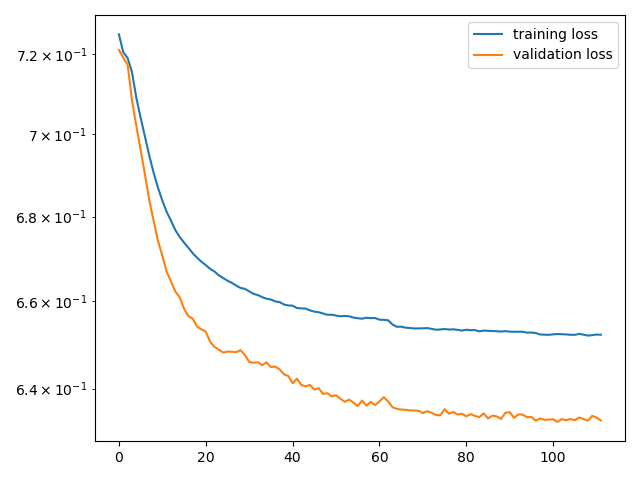 training loss
validation loss
7.2 × 10⁻¹
7 × 10⁻¹
6.8 × 10⁻¹
6.6 × 10⁻¹
6.4 × 10⁻¹
0 20 40 60 80 100